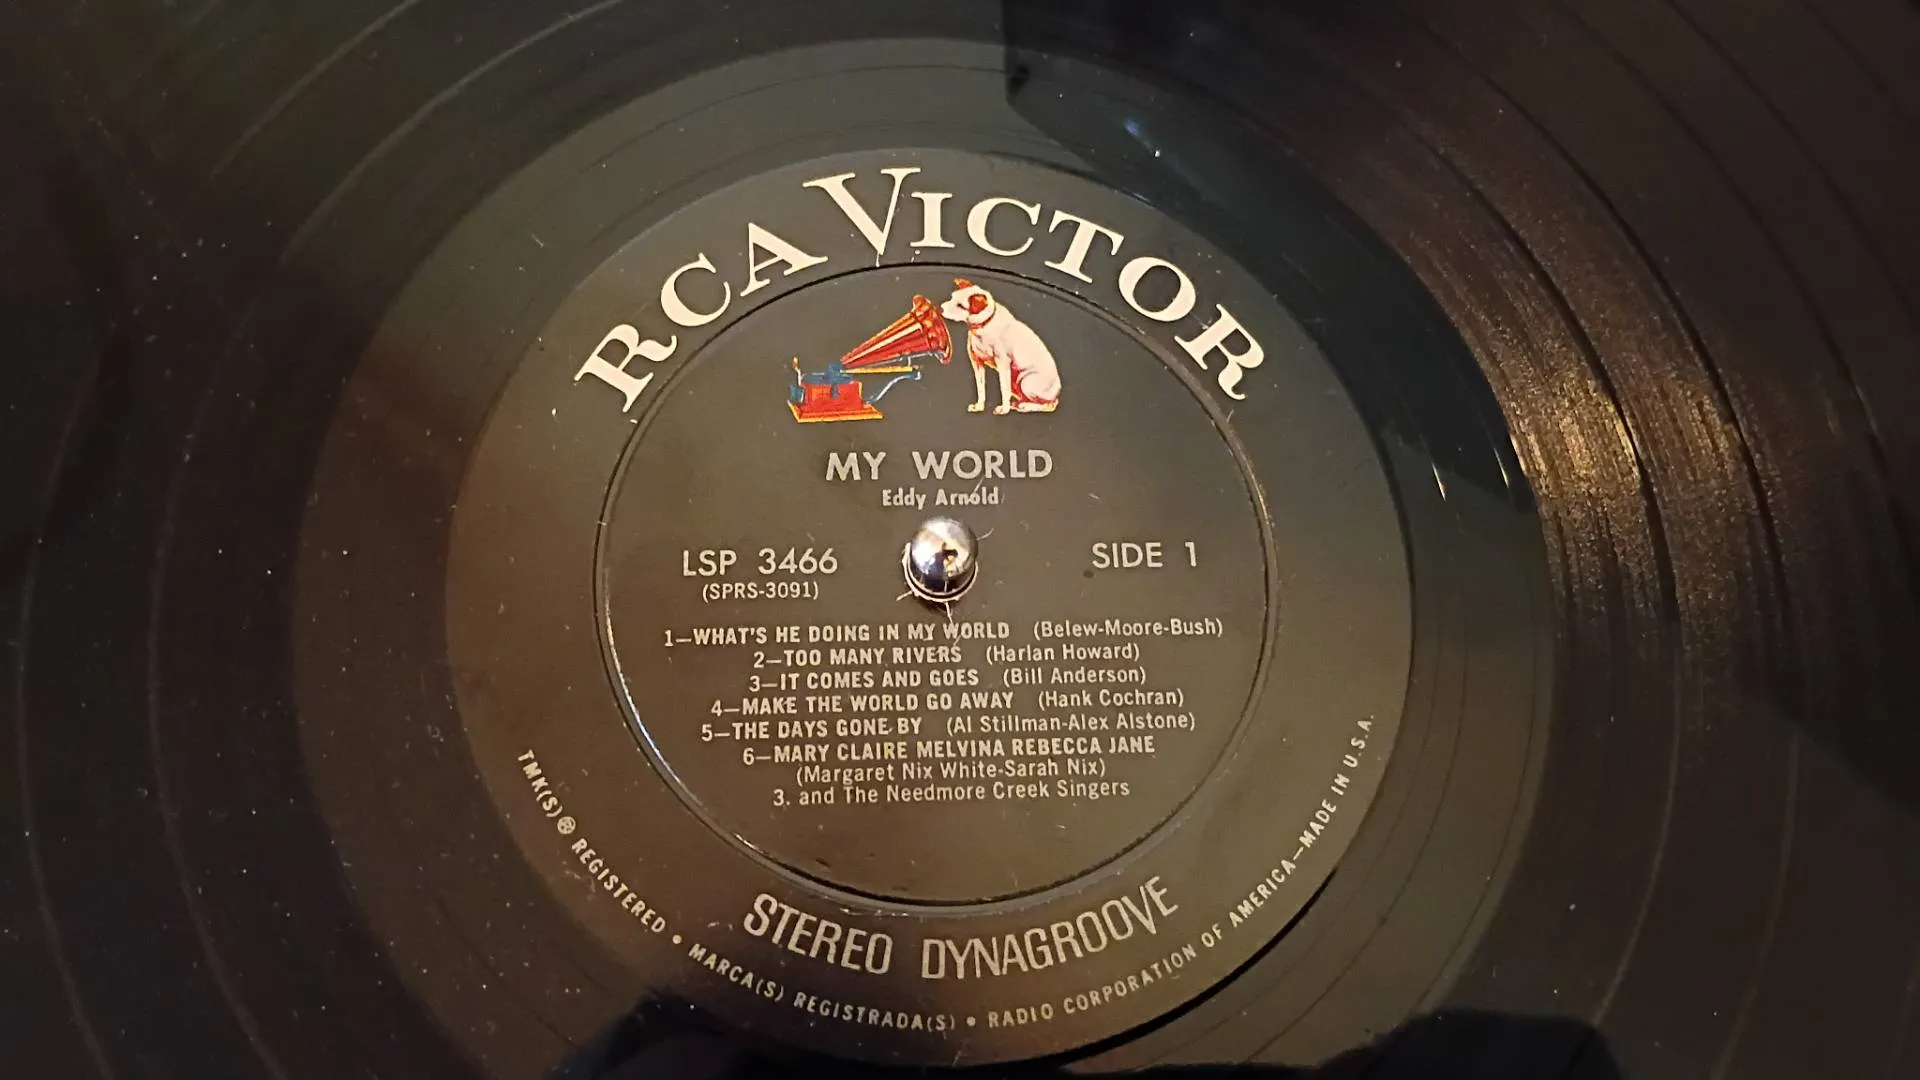 RCA VICTOR
MY WORLD
Eddy Arnold
LSP 3466
(SPRS-3091)
SIDE 1
1—WHAT'S HE DOING IN MY WORLD (Belew-Moore-Bush)
2—TOO MANY RIVERS (Harlan Howard)
3—IT COMES AND GOES (Bill Anderson)
4—MAKE THE WORLD GO AWAY (Hank Cochran)
5—THE DAYS GONE BY (Al Stillman-Alex Alstone)
6—MARY CLAIRE MELVINA REBECCA JANE
(Margaret Nix White-Sarah Nix)
3. and The Needmore Creek Singers
STEREO DYNAGROOVE
TMK(S) ® REGISTERED • MARCA(S) REGISTRADA(S) • RADIO CORPORATION OF AMERICA—MADE IN U.S.A.